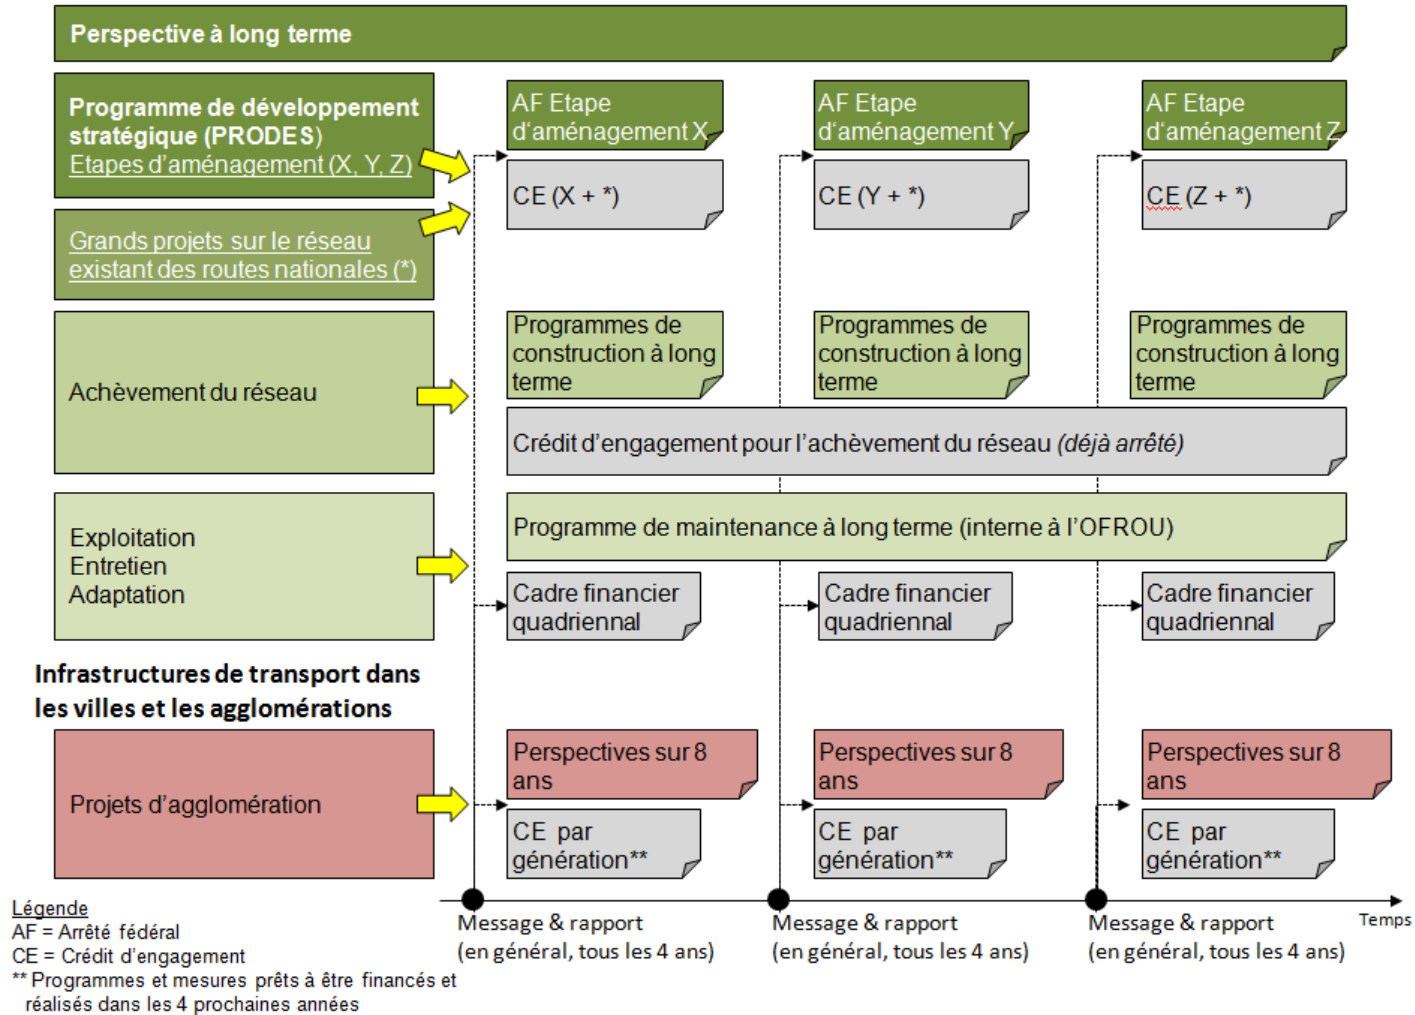 Perspective à long terme
Programme de développement
stratégique (PRODES)
Etapes d'aménagement (X, Y, Z)
AF Etape
d'aménagement X
CE (X + *)
AF Etape
d'aménagement Y
CE (Y + *)
AF Etape
d'aménagement Z
CE (Z + *)
Grands projets sur le réseau
existant des routes nationales (*)
Achèvement du réseau
Programmes de
construction à long
terme
Programmes de
construction à long
terme
Programmes de
construction à long
terme
Crédit d'engagement pour l'achèvement du réseau (déjà arrêté)
Exploitation
Entretien
Adaptation
Programme de maintenance à long terme (interne à l'OFROU)
Cadre financier
quadriennal
Cadre financier
quadriennal
Cadre financier
quadriennal
Infrastructures de transport dans
les villes et les agglomérations
Projets d'agglomération
Perspectives sur 8
ans
CE par
génération**
Perspectives sur 8
ans
CE par
génération**
Perspectives sur 8
ans
CE par
génération**
Message & rapport
(en général, tous les 4 ans)
Message & rapport
(en général, tous les 4 ans)
Message & rapport
(en général, tous les 4 ans)
Temps
Légende
AF = Arrêté fédéral
CE = Crédit d'engagement
** Programmes et mesures prêts à être financés et
réalisés dans les 4 prochaines années